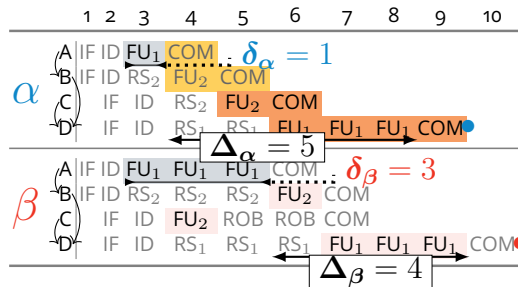 1 2 3 4 5 6 7 8 9 10
A IF ID FU₁ COM δα = 1
B IF ID RS₂ FU₂ COM
α
C IF ID RS₂ FU₂ COM
D IF ID RS₁ RS₁ FU₁ FU₁ FU₁ COM
Δα = 5
A IF ID FU₁ FU₁ FU₁ COM δβ = 3
B IF ID RS₂ RS₂ RS₂ FU₂ COM
β
C IF ID FU₂ ROB ROB COM
D IF ID RS₁ RS₁ RS₁ FU₁ FU₁ FU₁ COM
Δβ = 4